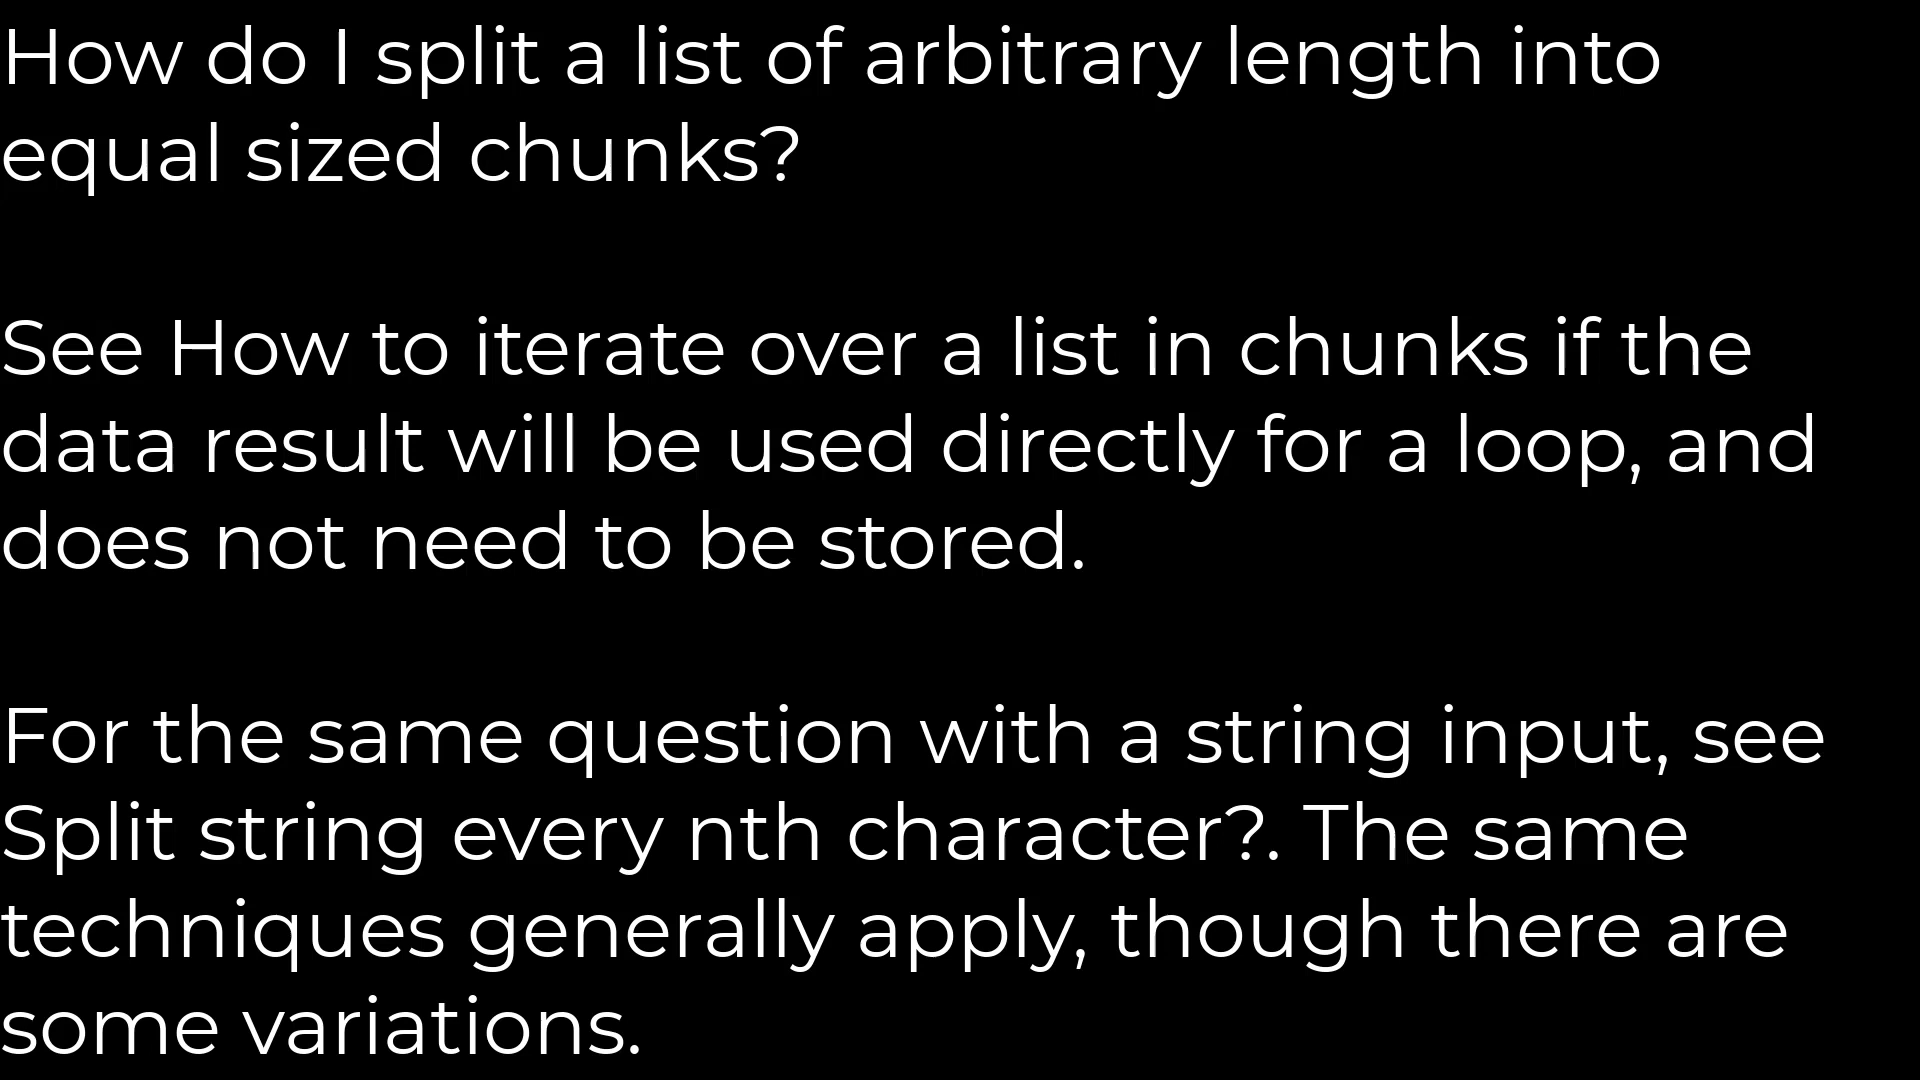 How do I split a list of arbitrary length into
equal sized chunks?
See How to iterate over a list in chunks if the
data result will be used directly for a loop, and
does not need to be stored.
For the same question with a string input, see
Split string every nth character?. The same
techniques generally apply, though there are
some variations.